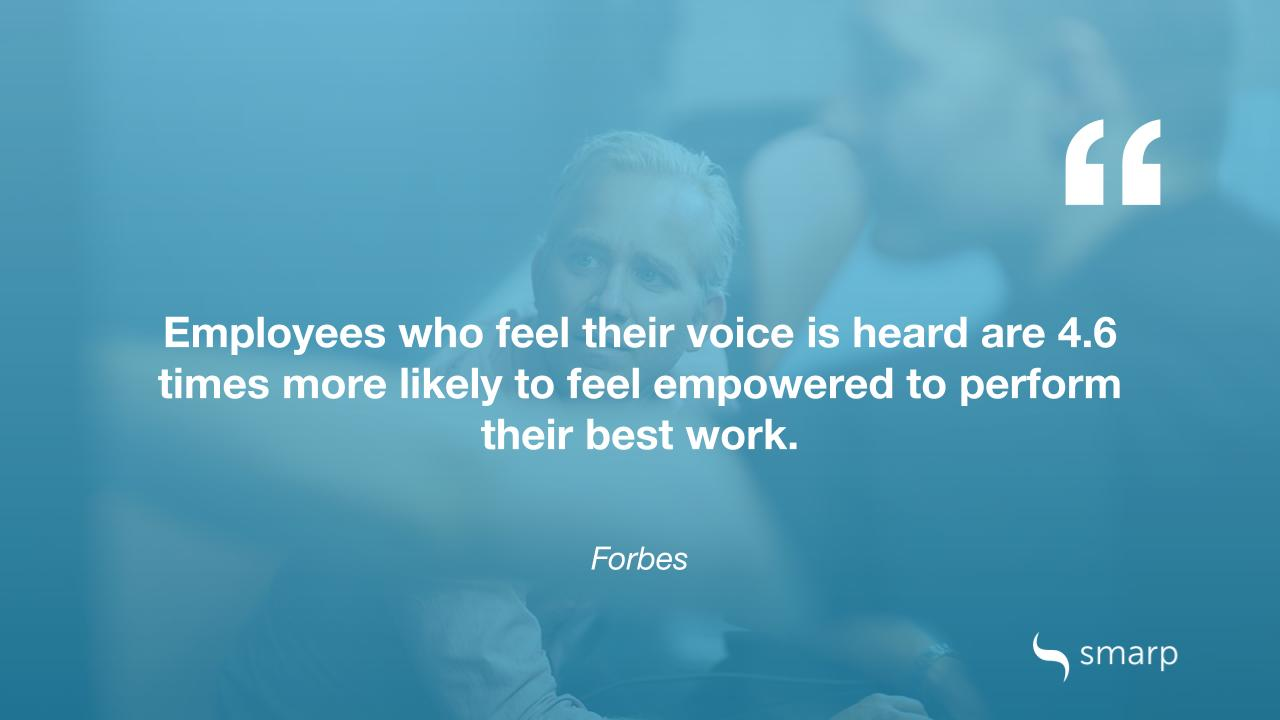 “
Employees who feel their voice is heard are 4.6
times more likely to feel empowered to perform
their best work.
Forbes
smarp